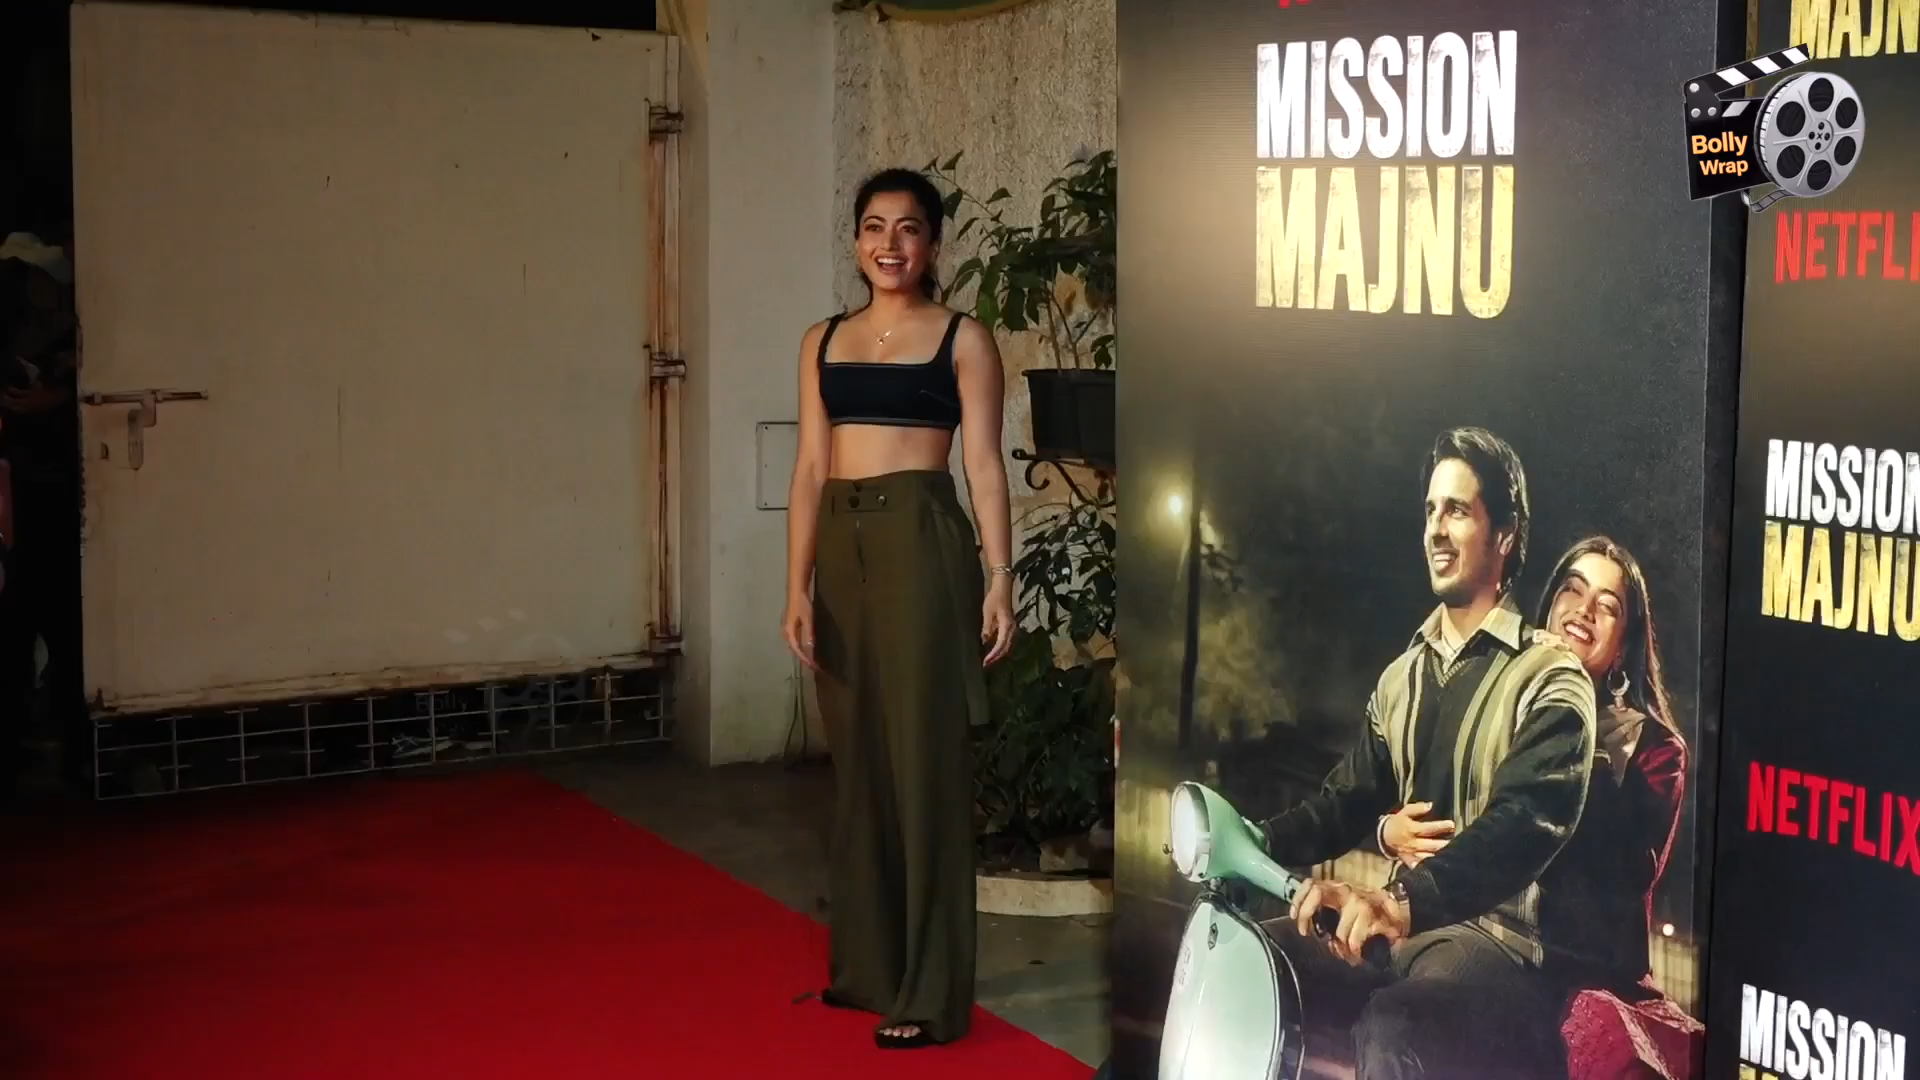 MISSION
MAJNU
Bolly
Wrap
NETFLI
MISSION
MAJNU
NETFLIX
MISSION